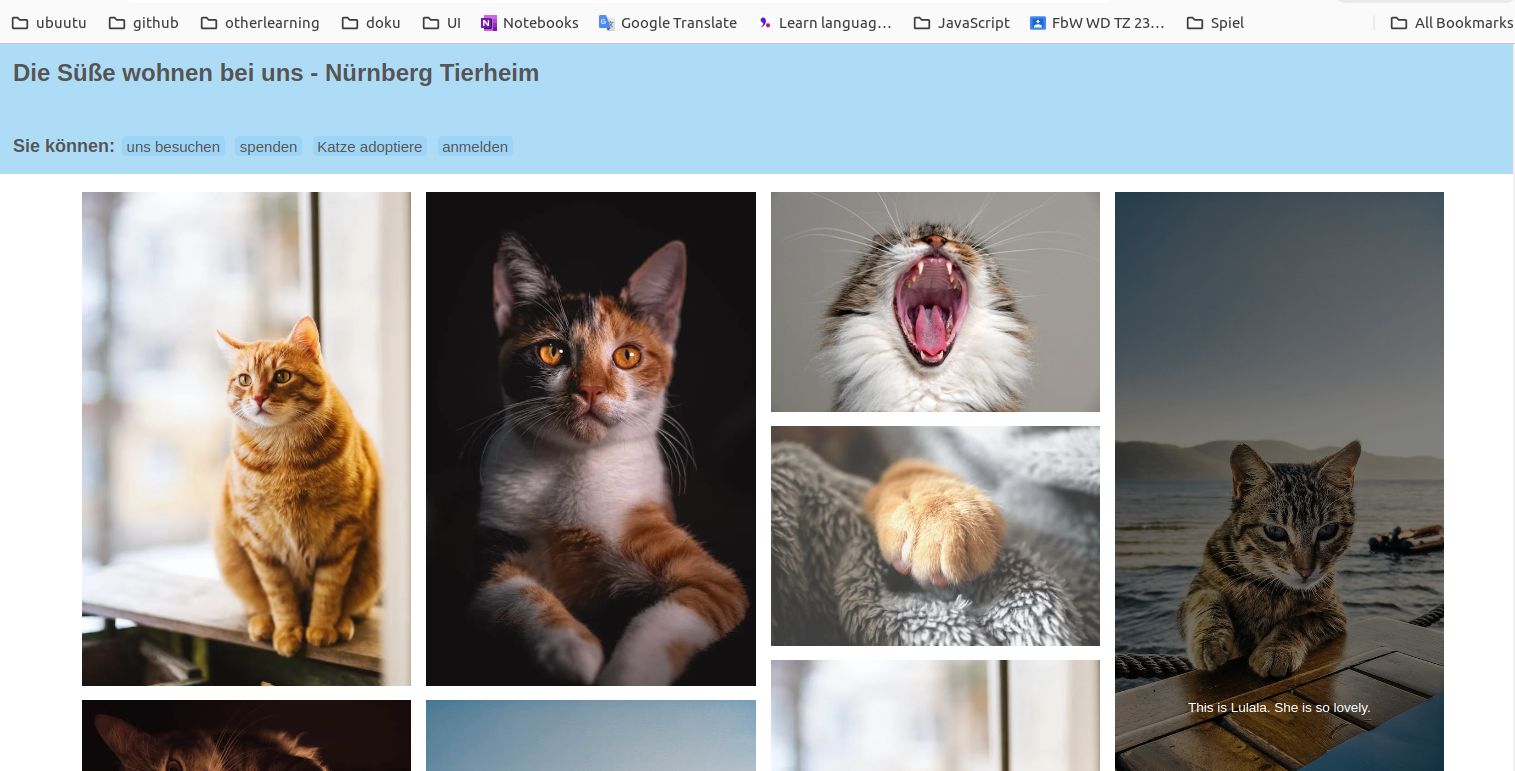 ubuutu github otherlearning doku UI Notebooks Google Translate Learn languag… JavaScript FbW WD TZ 23… Spiel All Bookmarks
Die Süße wohnen bei uns - Nürnberg Tierheim
Sie können: uns besuchen spenden Katze adoptiere anmelden
This is Lulala. She is so lovely.